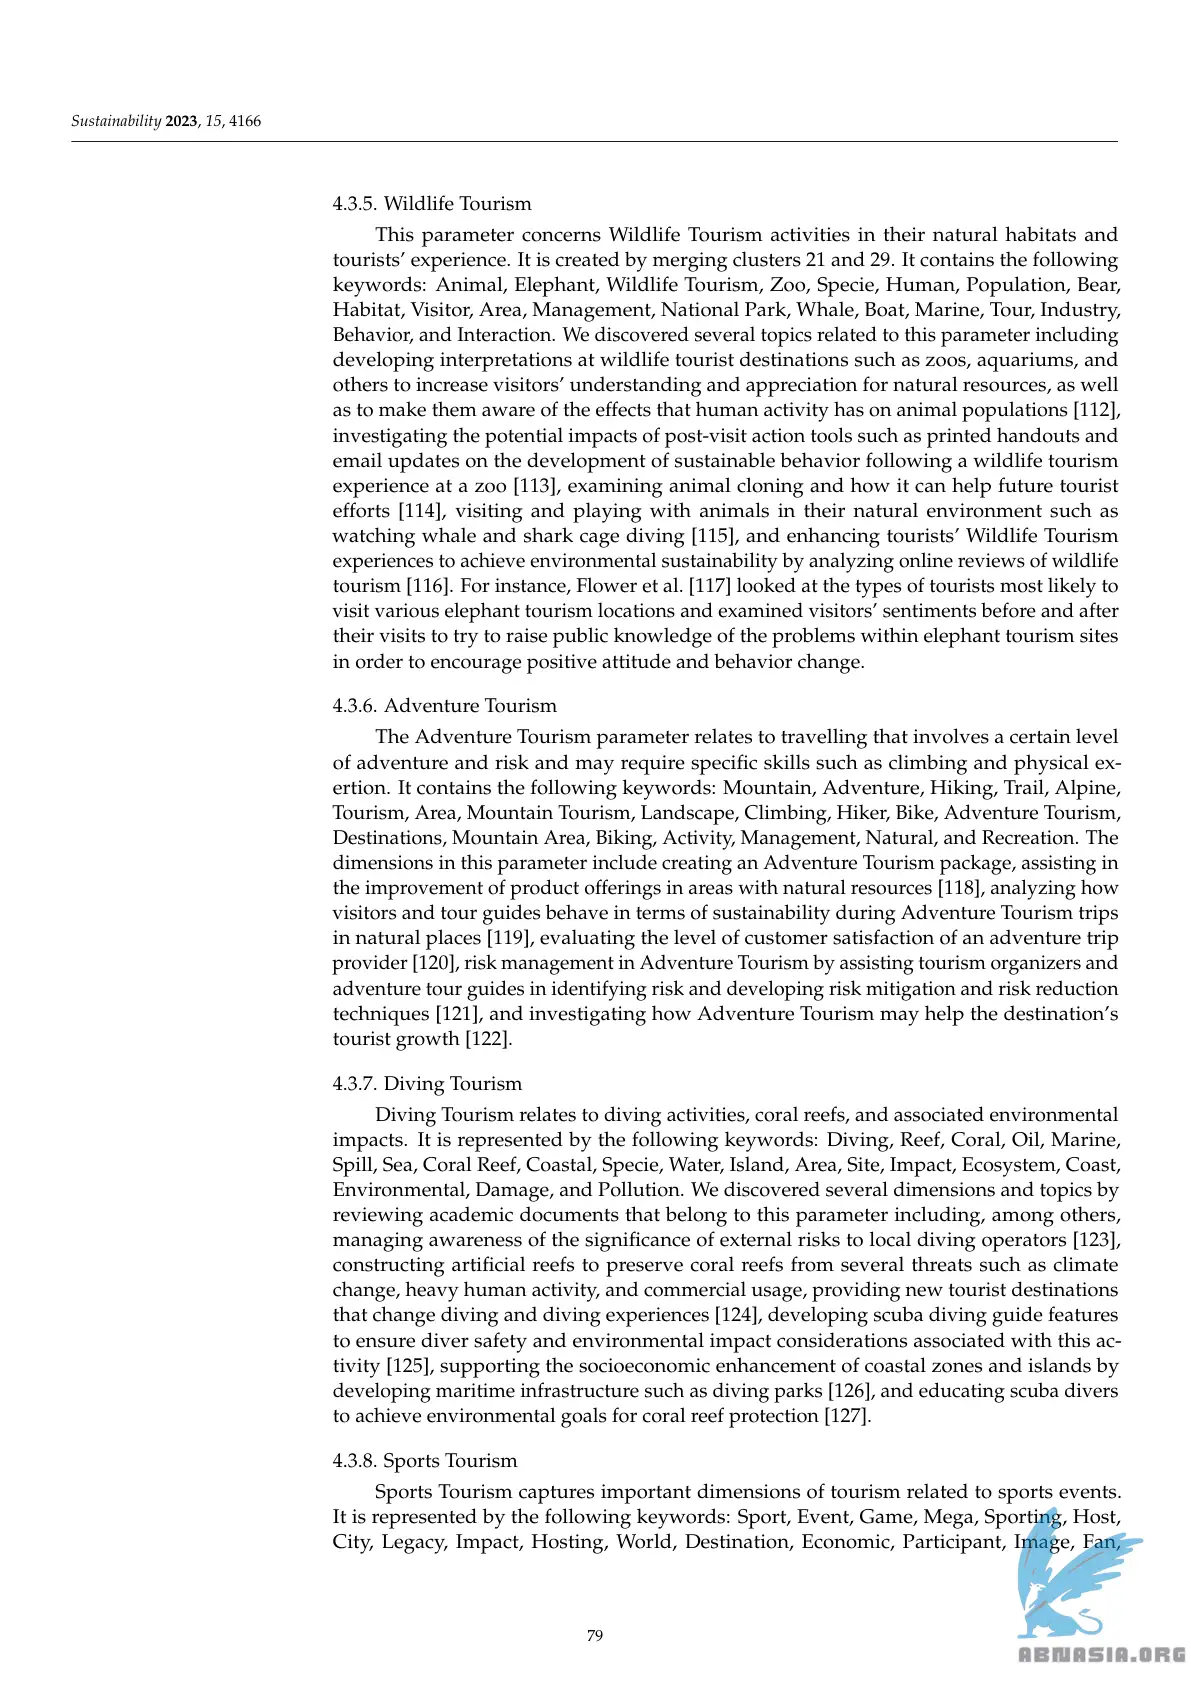 Sustainability 2023, 15, 4166
4.3.5. Wildlife Tourism
This parameter concerns Wildlife Tourism activities in their natural habitats and
tourists’ experience. It is created by merging clusters 21 and 29. It contains the following
keywords: Animal, Elephant, Wildlife Tourism, Zoo, Specie, Human, Population, Bear,
Habitat, Visitor, Area, Management, National Park, Whale, Boat, Marine, Tour, Industry,
Behavior, and Interaction. We discovered several topics related to this parameter including
developing interpretations at wildlife tourist destinations such as zoos, aquariums, and
others to increase visitors’ understanding and appreciation for natural resources, as well
as to make them aware of the effects that human activity has on animal populations [112],
investigating the potential impacts of post-visit action tools such as printed handouts and
email updates on the development of sustainable behavior following a wildlife tourism
experience at a zoo [113], examining animal cloning and how it can help future tourist
efforts [114], visiting and playing with animals in their natural environment such as
watching whale and shark cage diving [115], and enhancing tourists’ Wildlife Tourism
experiences to achieve environmental sustainability by analyzing online reviews of wildlife
tourism [116]. For instance, Flower et al. [117] looked at the types of tourists most likely to
visit various elephant tourism locations and examined visitors’ sentiments before and after
their visits to try to raise public knowledge of the problems within elephant tourism sites
in order to encourage positive attitude and behavior change.
4.3.6. Adventure Tourism
The Adventure Tourism parameter relates to travelling that involves a certain level
of adventure and risk and may require specific skills such as climbing and physical ex-
ertion. It contains the following keywords: Mountain, Adventure, Hiking, Trail, Alpine,
Tourism, Area, Mountain Tourism, Landscape, Climbing, Hiker, Bike, Adventure Tourism,
Destinations, Mountain Area, Biking, Activity, Management, Natural, and Recreation. The
dimensions in this parameter include creating an Adventure Tourism package, assisting in
the improvement of product offerings in areas with natural resources [118], analyzing how
visitors and tour guides behave in terms of sustainability during Adventure Tourism trips
in natural places [119], evaluating the level of customer satisfaction of an adventure trip
provider [120], risk management in Adventure Tourism by assisting tourism organizers and
adventure tour guides in identifying risk and developing risk mitigation and risk reduction
techniques [121], and investigating how Adventure Tourism may help the destination’s
tourist growth [122].
4.3.7. Diving Tourism
Diving Tourism relates to diving activities, coral reefs, and associated environmental
impacts. It is represented by the following keywords: Diving, Reef, Coral, Oil, Marine,
Spill, Sea, Coral Reef, Coastal, Specie, Water, Island, Area, Site, Impact, Ecosystem, Coast,
Environmental, Damage, and Pollution. We discovered several dimensions and topics by
reviewing academic documents that belong to this parameter including, among others,
managing awareness of the significance of external risks to local diving operators [123],
constructing artificial reefs to preserve coral reefs from several threats such as climate
change, heavy human activity, and commercial usage, providing new tourist destinations
that change diving and diving experiences [124], developing scuba diving guide features
to ensure diver safety and environmental impact considerations associated with this ac-
tivity [125], supporting the socioeconomic enhancement of coastal zones and islands by
developing maritime infrastructure such as diving parks [126], and educating scuba divers
to achieve environmental goals for coral reef protection [127].
4.3.8. Sports Tourism
Sports Tourism captures important dimensions of tourism related to sports events.
It is represented by the following keywords: Sport, Event, Game, Mega, Sporting, Host,
City, Legacy, Impact, Hosting, World, Destination, Economic, Participant, Image, Fan,
79
ABNASIA.ORG